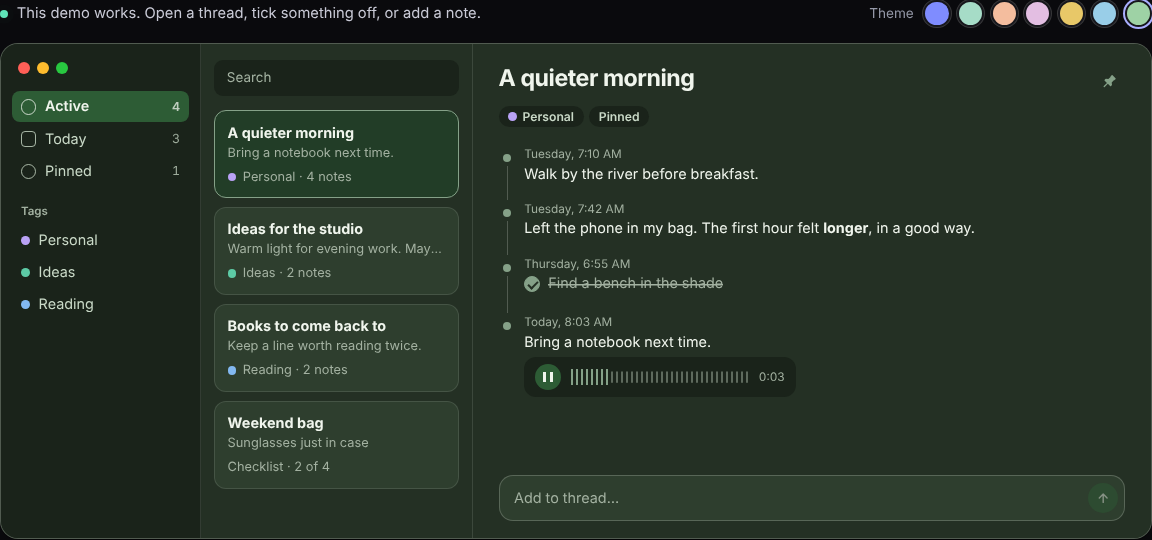 This demo works. Open a thread, tick something off, or add a note.
Theme
Active 4
Today 3
Pinned 1
Tags
Personal
Ideas
Reading
Search
A quieter morning
Bring a notebook next time.
Personal · 4 notes
Ideas for the studio
Warm light for evening work. May...
Ideas · 2 notes
Books to come back to
Keep a line worth reading twice.
Reading · 2 notes
Weekend bag
Sunglasses just in case
Checklist · 2 of 4
A quieter morning
Personal Pinned
Tuesday, 7:10 AM
Walk by the river before breakfast.
Tuesday, 7:42 AM
Left the phone in my bag. The first hour felt longer, in a good way.
Thursday, 6:55 AM
Find a bench in the shade
Today, 8:03 AM
Bring a notebook next time.
0:03
Add to thread...